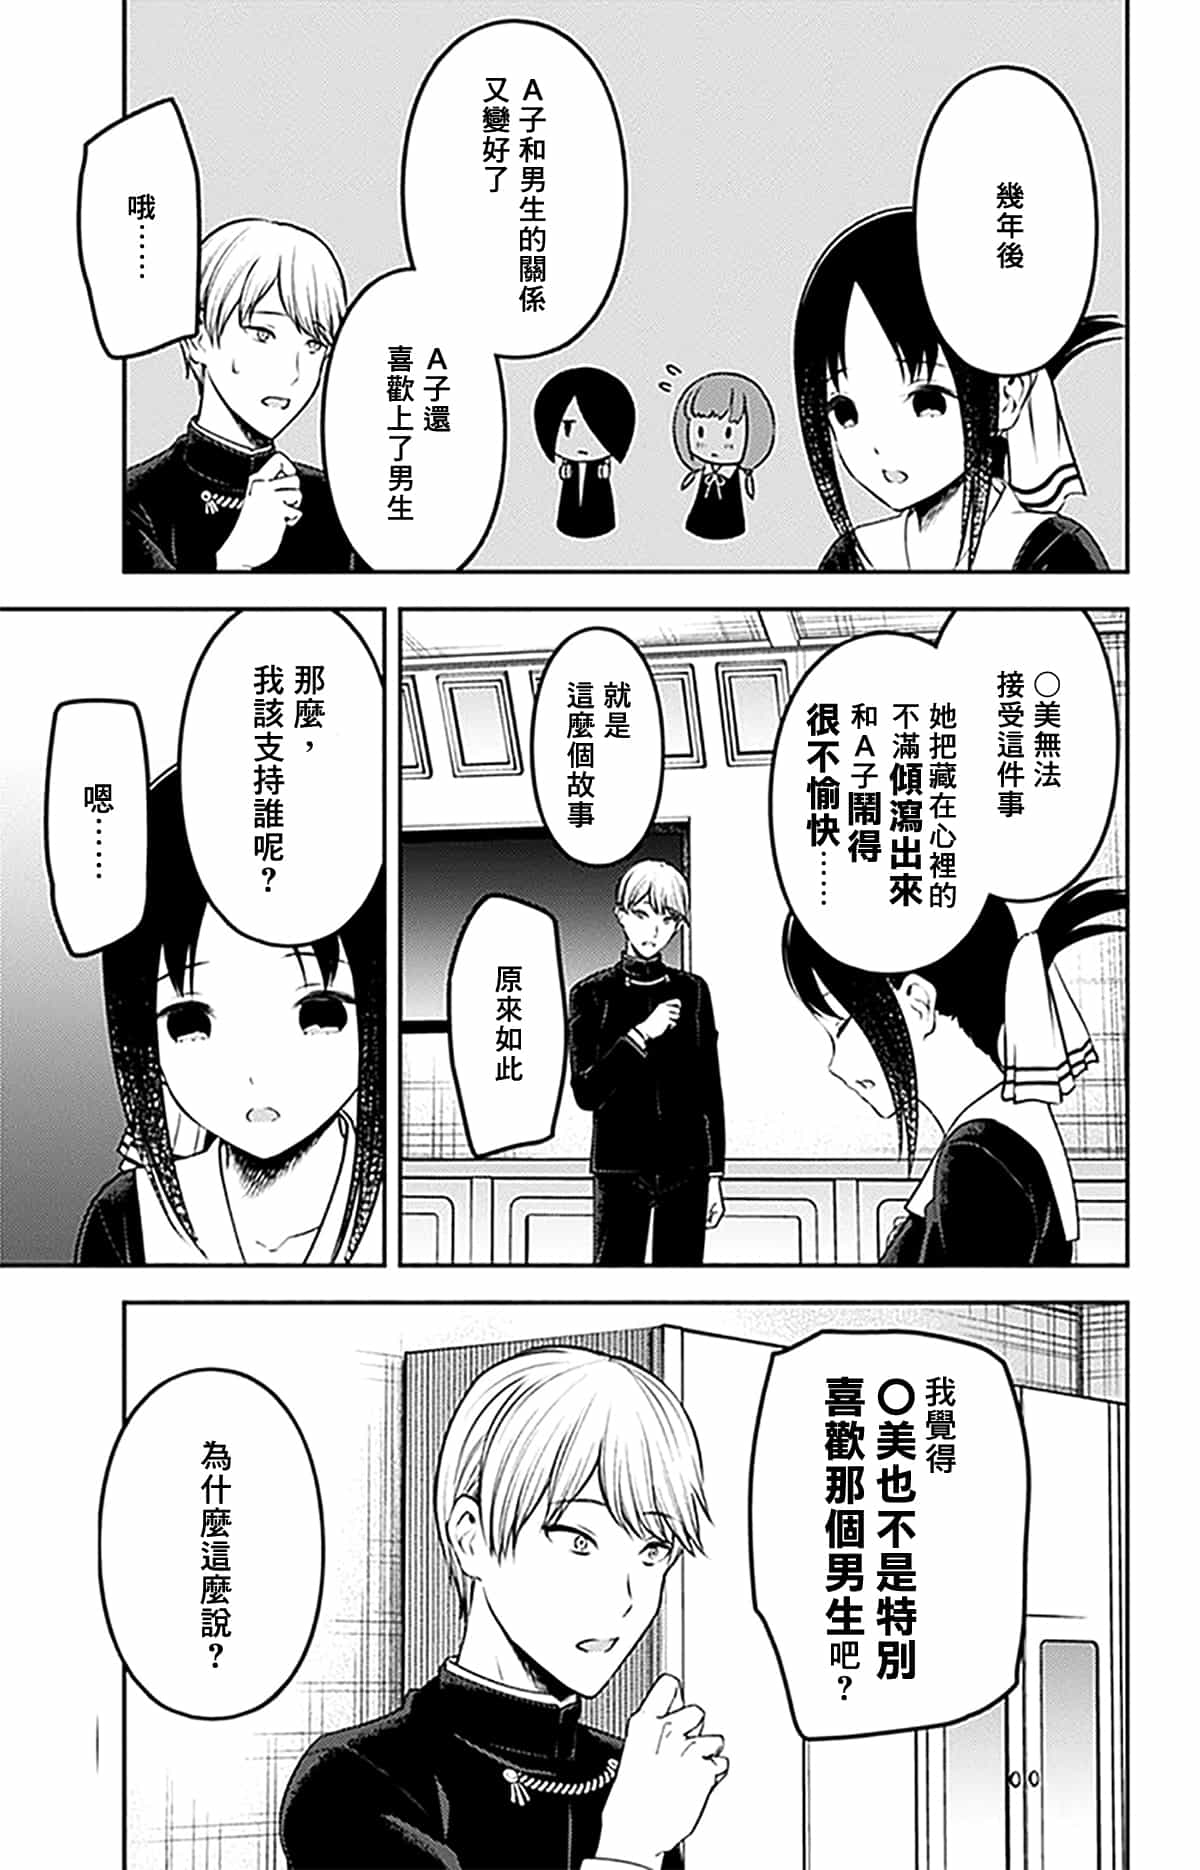 幾年後
A子和男生的關係
又變好了
A子還
喜歡上了男生
哦……
○美無法
接受這件事
她把藏在心裡的
不滿傾瀉出來
和A子鬧得
很不愉快……
就是
這麼個故事
原來如此
那麼，
我該支持誰呢？
嗯……
我覺得
○美也不是特別
喜歡那個男生吧？
為什麼這麼說？